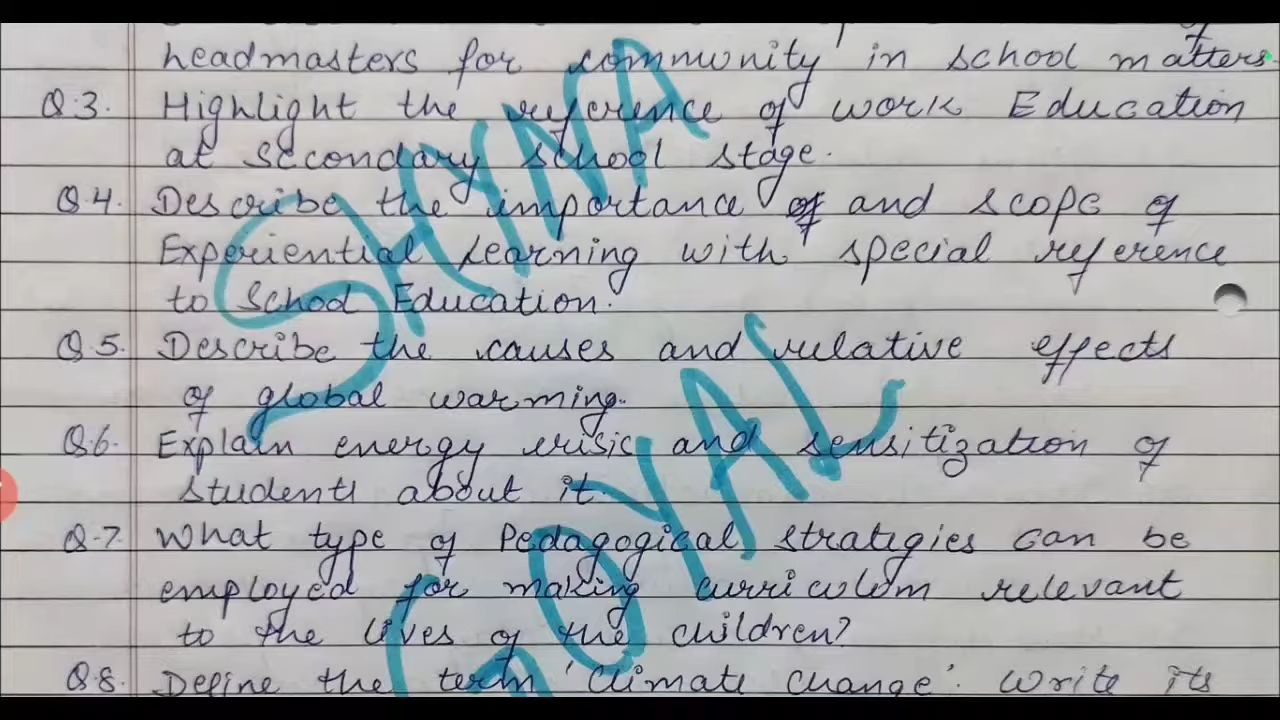 headmasters for community in school matters.
Q.3. Highlight the reference of work Education
at Secondary School stage.
Q.4. Describe the importance of and scope of
Experiential Learning with special reference
to School Education.
Q.5. Describe the causes and relative effects
of global warming.
Q.6. Explain energy crisis and sensitization of
students about it.
Q.7. What type of Pedagogical strategies can be
employed for making curriculum relevant
to the lives of the children?
Q.8. Define the term 'Climate Change'. Write its
SHYNA
GOYAL